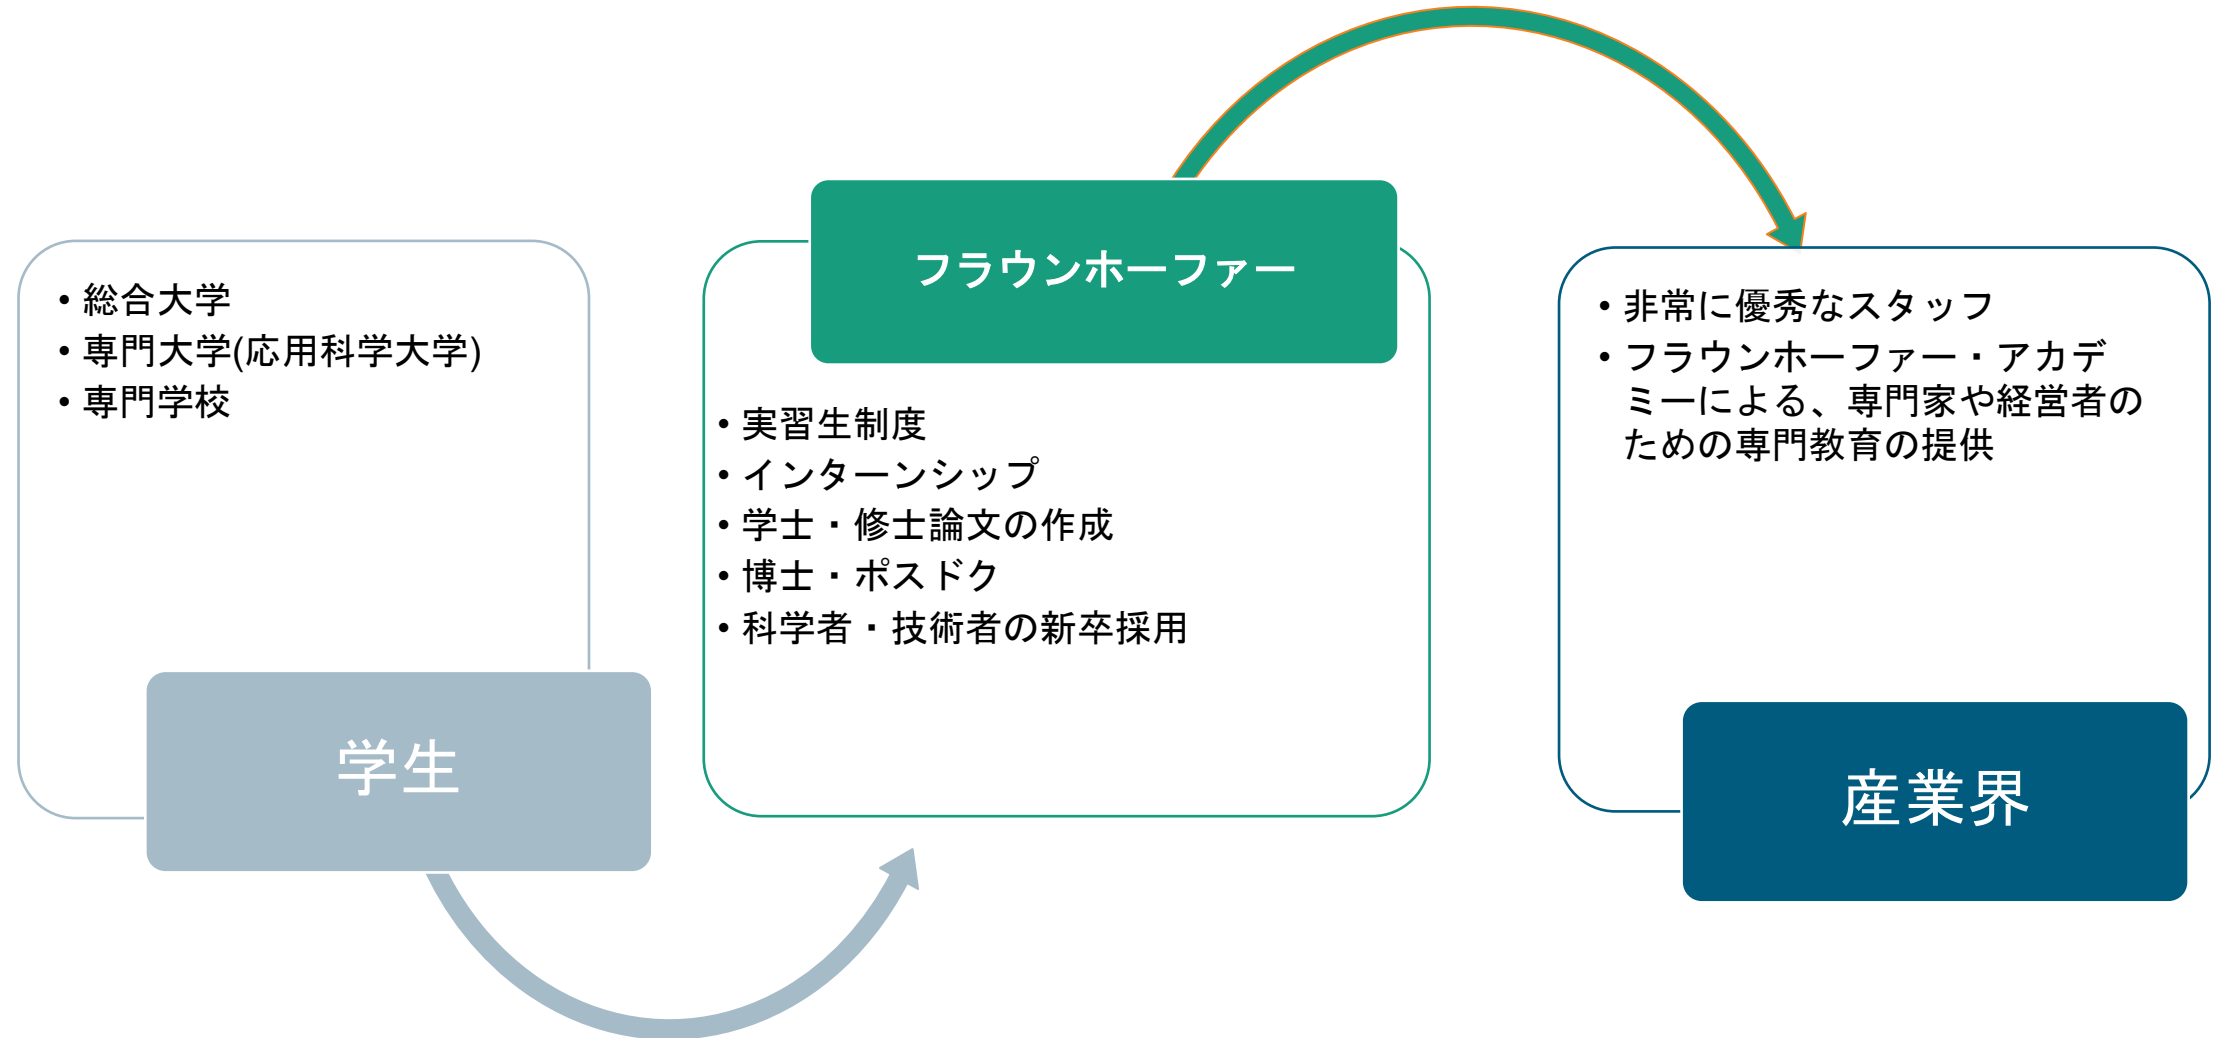 • 総合大学
• 専門大学(応用科学大学)
• 専門学校
学生
フラウンホーファー
• 実習生制度
• インターンシップ
• 学士・修士論文の作成
• 博士・ポスドク
• 科学者・技術者の新卒採用
• 非常に優秀なスタッフ
• フラウンホーファー・アカデ
ミーによる、専門家や経営者の
ための専門教育の提供
産業界